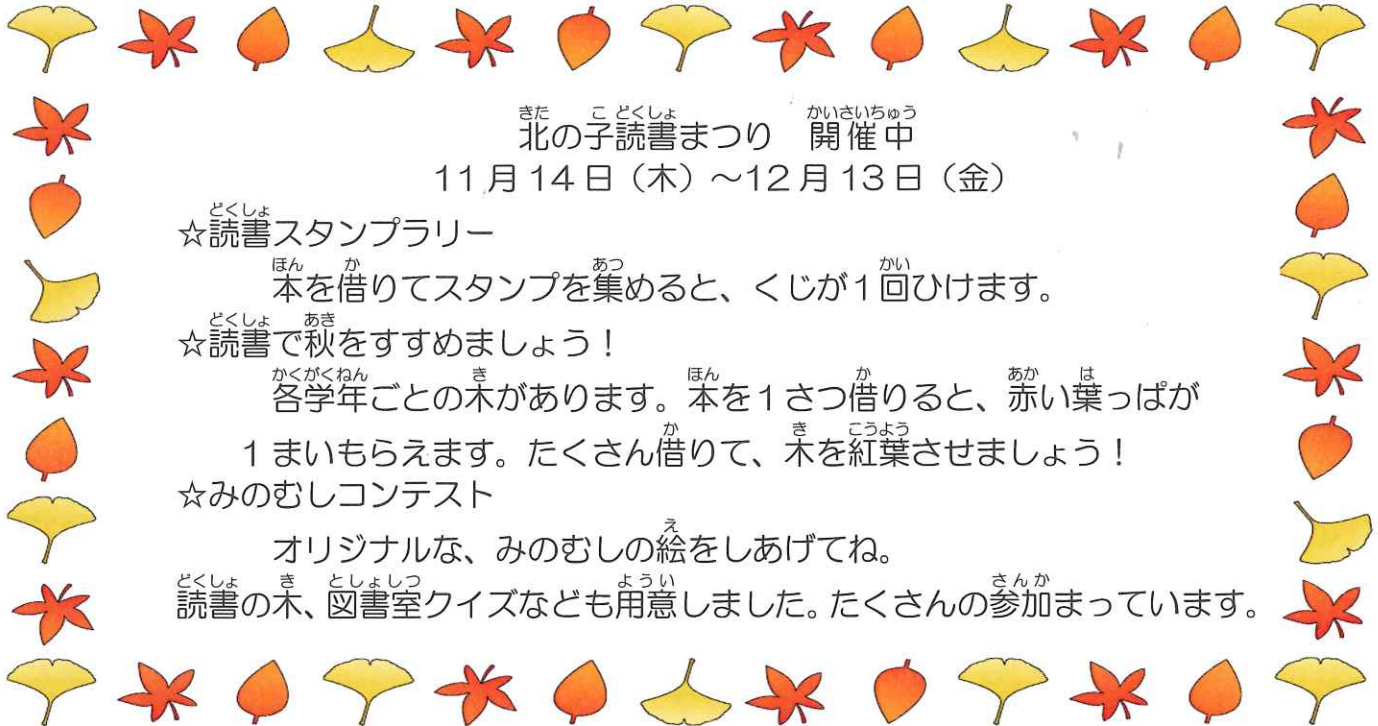 北の子読書まつり　開催中
11月14日（木）～12月13日（金）
☆読書スタンプラリー
本を借りてスタンプを集めると、くじが1回ひけます。
☆読書で秋をすすめましょう！
各学年ごとの木があります。本を1さつ借りると、赤い葉っぱが
1まいもらえます。たくさん借りて、木を紅葉させましょう！
☆みのむしコンテスト
オリジナルな、みのむしの絵をしあげてね。
読書の木、図書室クイズなども用意しました。たくさんの参加まっています。